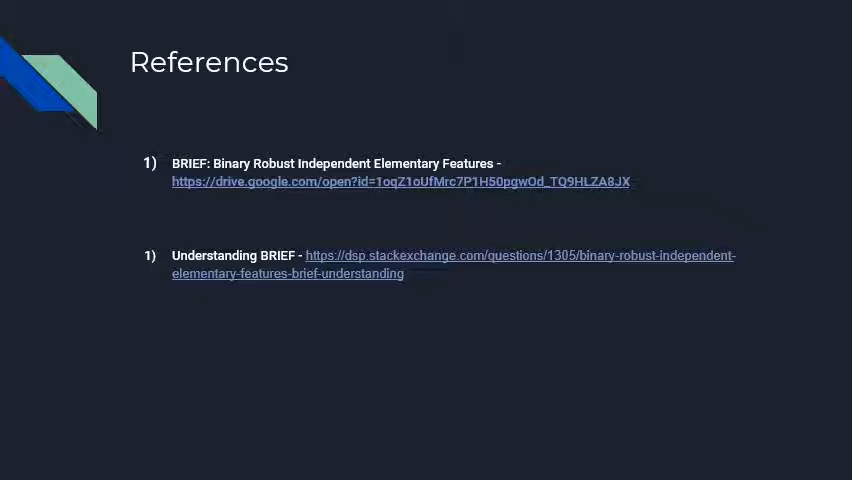 References
1) BRIEF: Binary Robust Independent Elementary Features -
https://drive.google.com/open?id=1oqZ1oUfMrc7P1H50pgwOd_TQ9HLZA8JX
1) Understanding BRIEF - https://dsp.stackexchange.com/questions/1305/binary-robust-independent-
elementary-features-brief-understanding